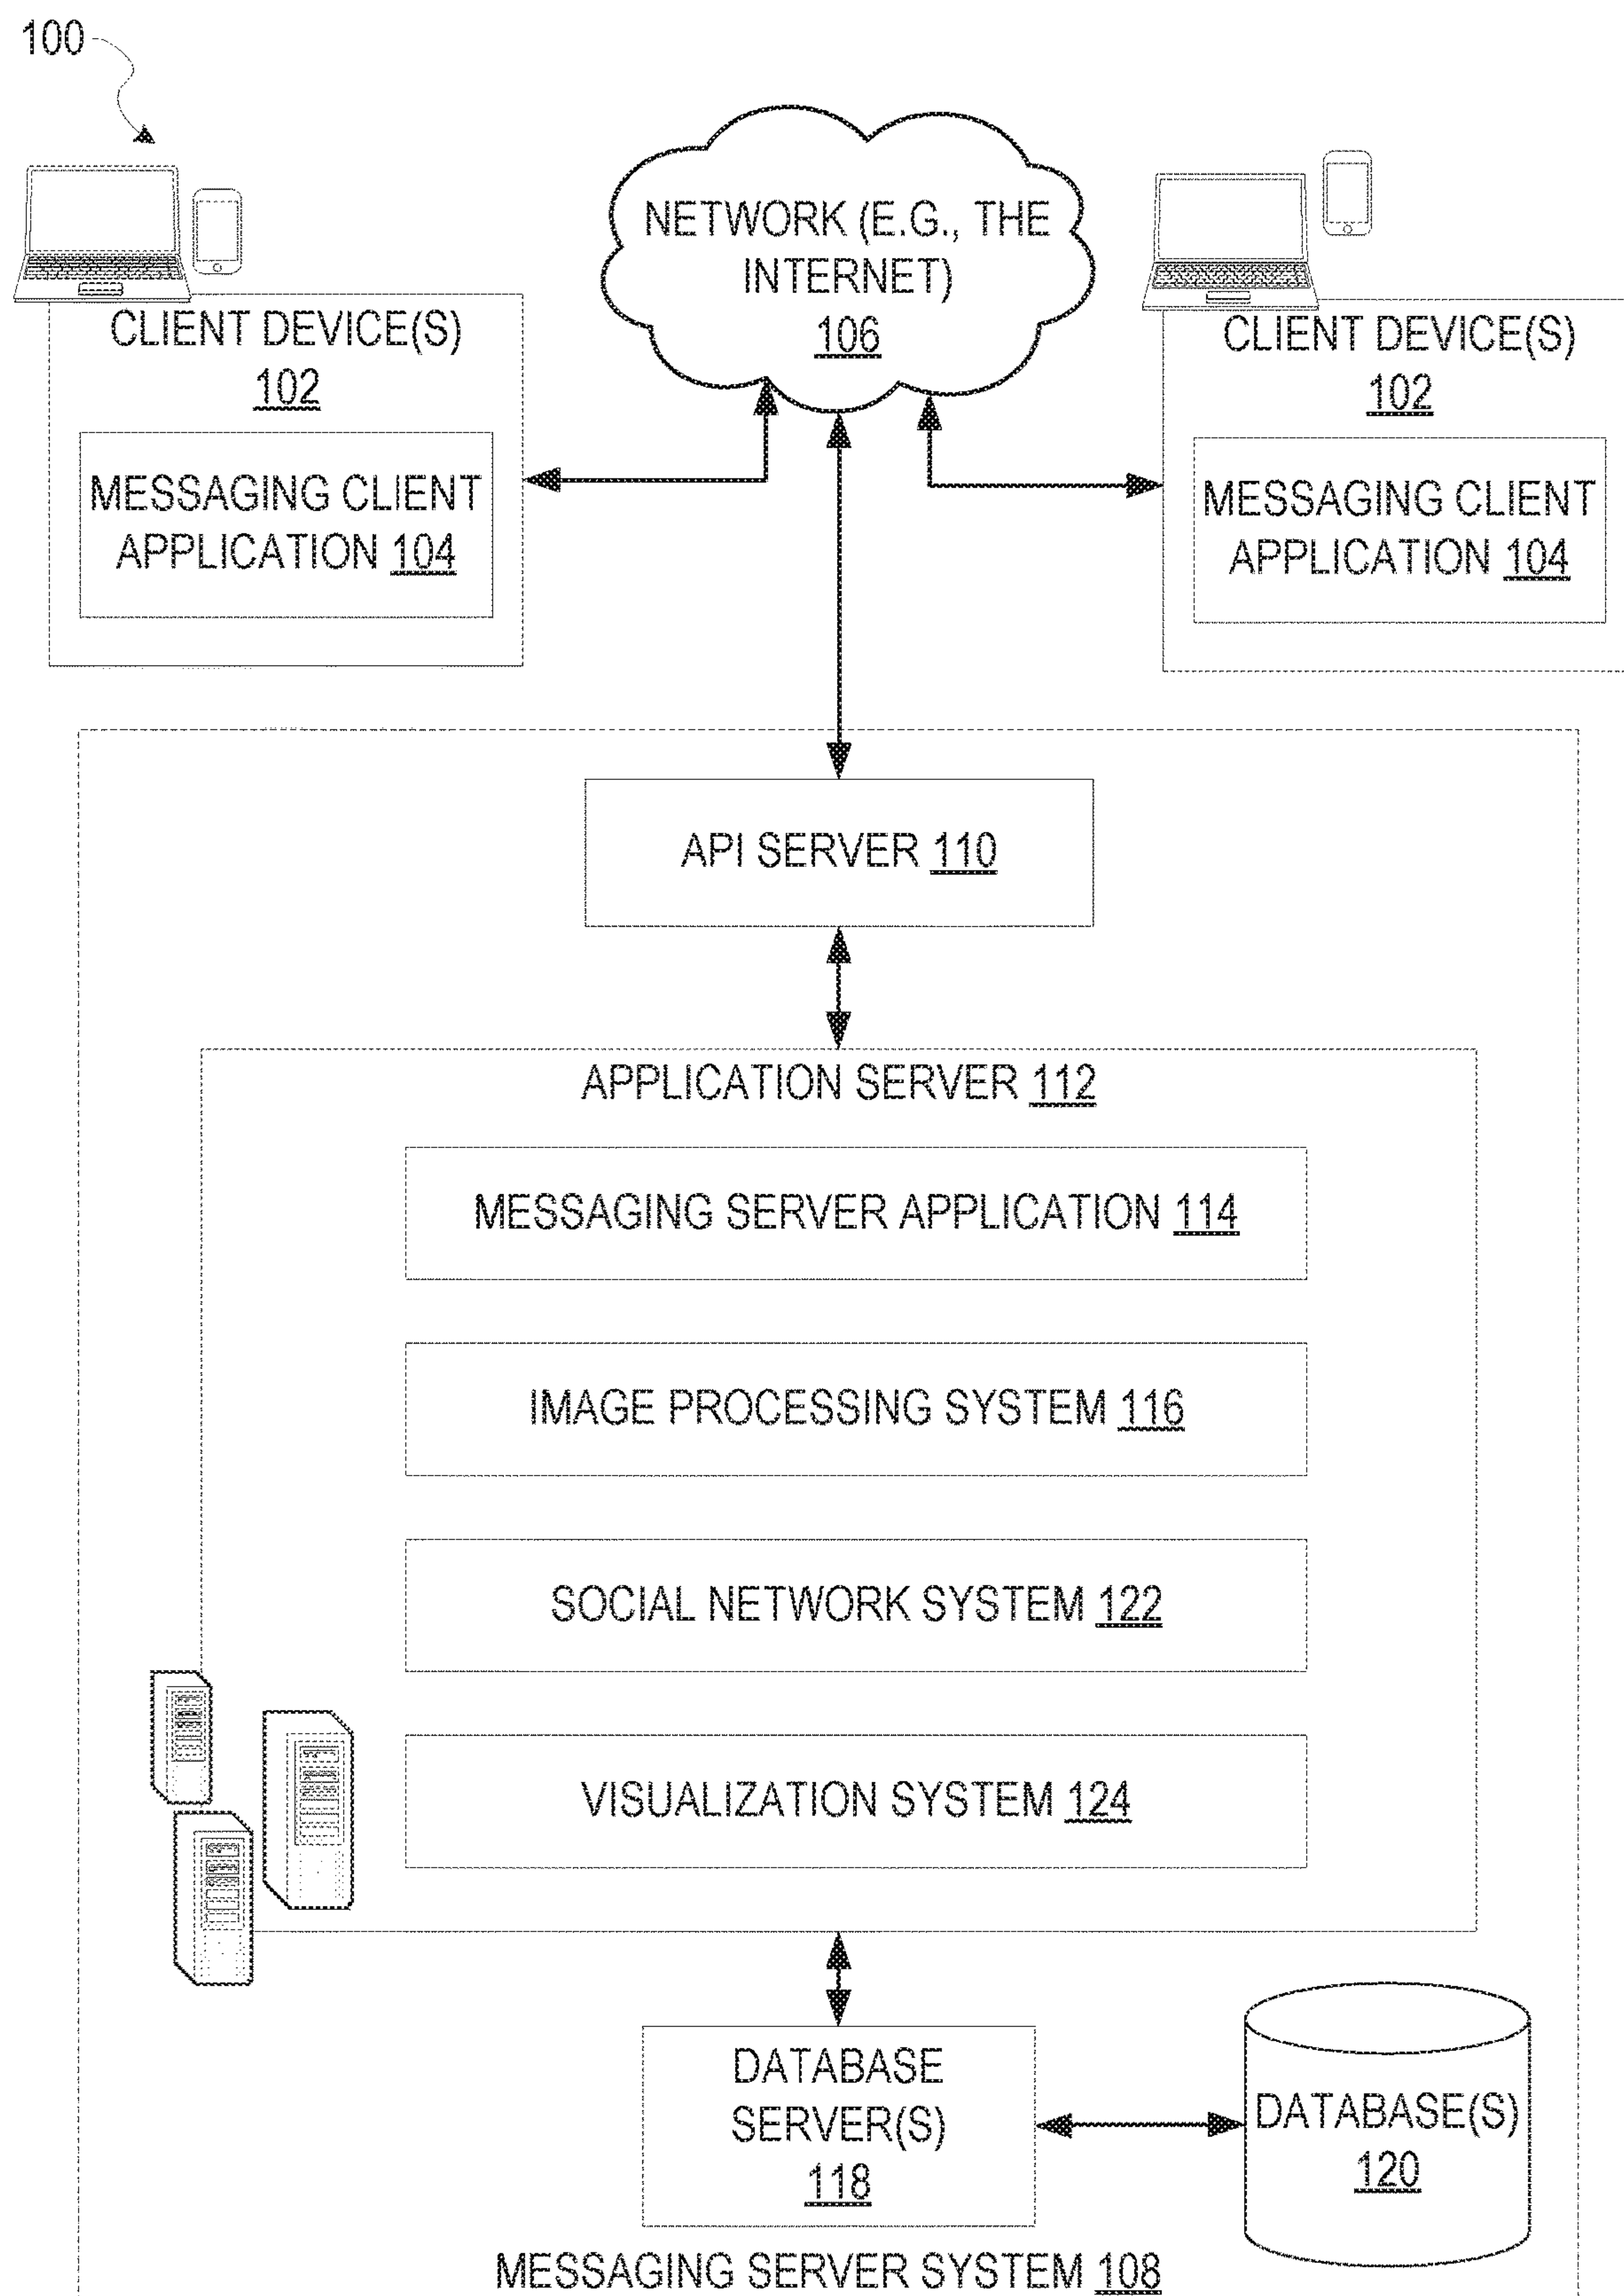 100
NETWORK (E.G., THE
INTERNET)
106
CLIENT DEVICE(S)
102
MESSAGING CLIENT
APPLICATION 104
CLIENT DEVICE(S)
102
MESSAGING CLIENT
APPLICATION 104
API SERVER 110
APPLICATION SERVER 112
MESSAGING SERVER APPLICATION 114
IMAGE PROCESSING SYSTEM 116
SOCIAL NETWORK SYSTEM 122
VISUALIZATION SYSTEM 124
DATABASE
SERVER(S)
118
DATABASE(S)
120
MESSAGING SERVER SYSTEM 108